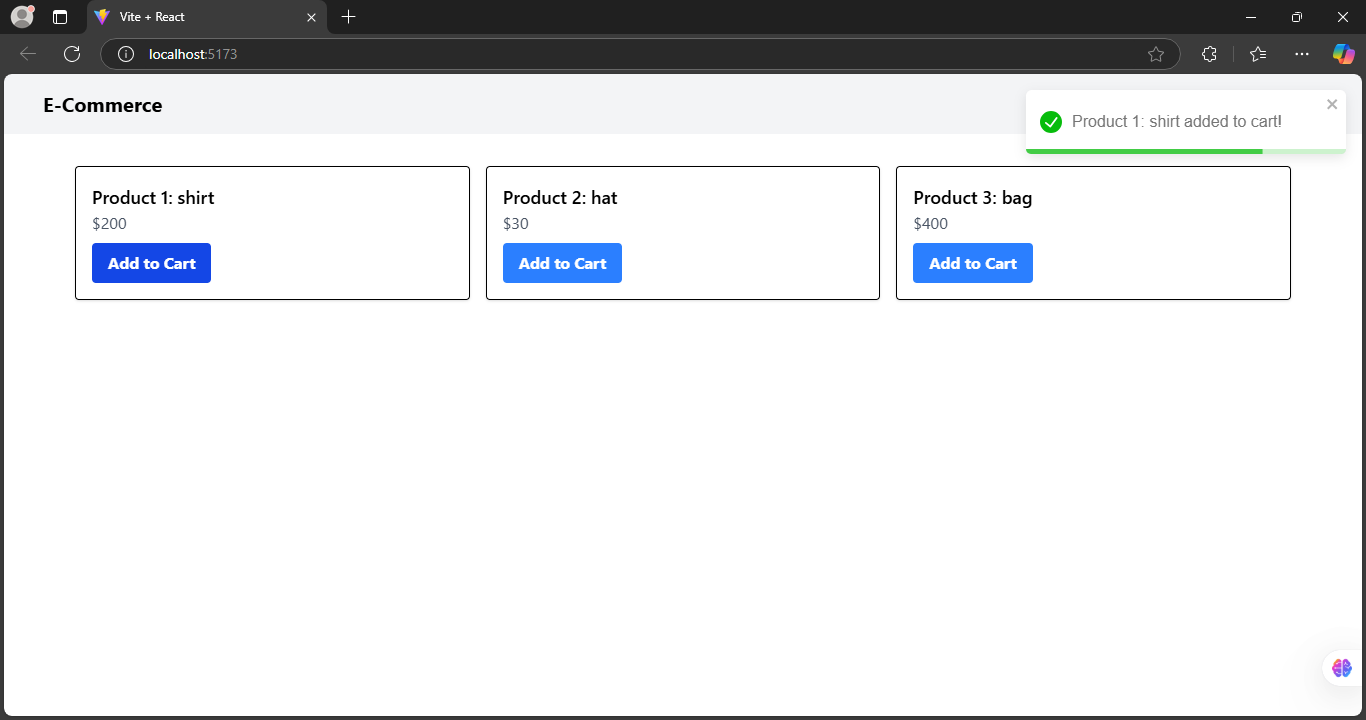 Vite + React
localhost:5173
E-Commerce
Product 1: shirt added to cart!
Product 1: shirt
$200
Add to Cart
Product 2: hat
$30
Add to Cart
Product 3: bag
$400
Add to Cart